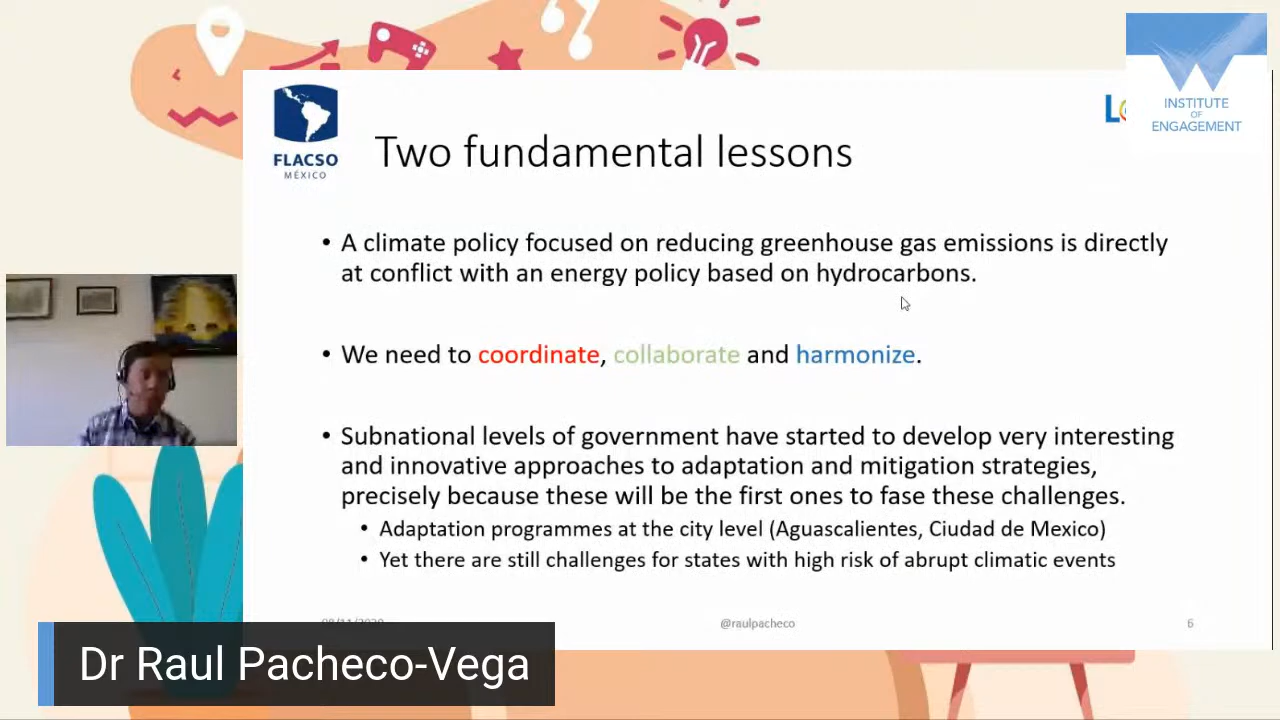 FLACSO
MÉXICO
Two fundamental lessons
INSTITUTE
OF
ENGAGEMENT
• A climate policy focused on reducing greenhouse gas emissions is directly
at conflict with an energy policy based on hydrocarbons.
• We need to coordinate, collaborate and harmonize.
• Subnational levels of government have started to develop very interesting
and innovative approaches to adaptation and mitigation strategies,
precisely because these will be the first ones to fase these challenges.
• Adaptation programmes at the city level (Aguascalientes, Ciudad de Mexico)
• Yet there are still challenges for states with high risk of abrupt climatic events
@raulpacheco
6
Dr Raul Pacheco-Vega